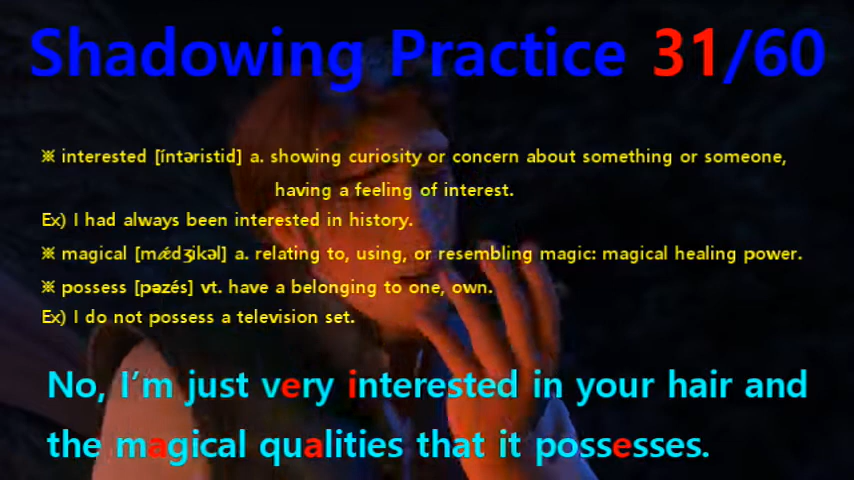 Shadowing Practice 31/60
※ interested [íntəristid] a. showing curiosity or concern about something or someone,
having a feeling of interest.
Ex) I had always been interested in history.
※ magical [mǽdʒikəl] a. relating to, using, or resembling magic: magical healing power.
※ possess [pəzés] vt. have a belonging to one, own.
Ex) I do not possess a television set.
No, I'm just very interested in your hair and
the magical qualities that it possesses.